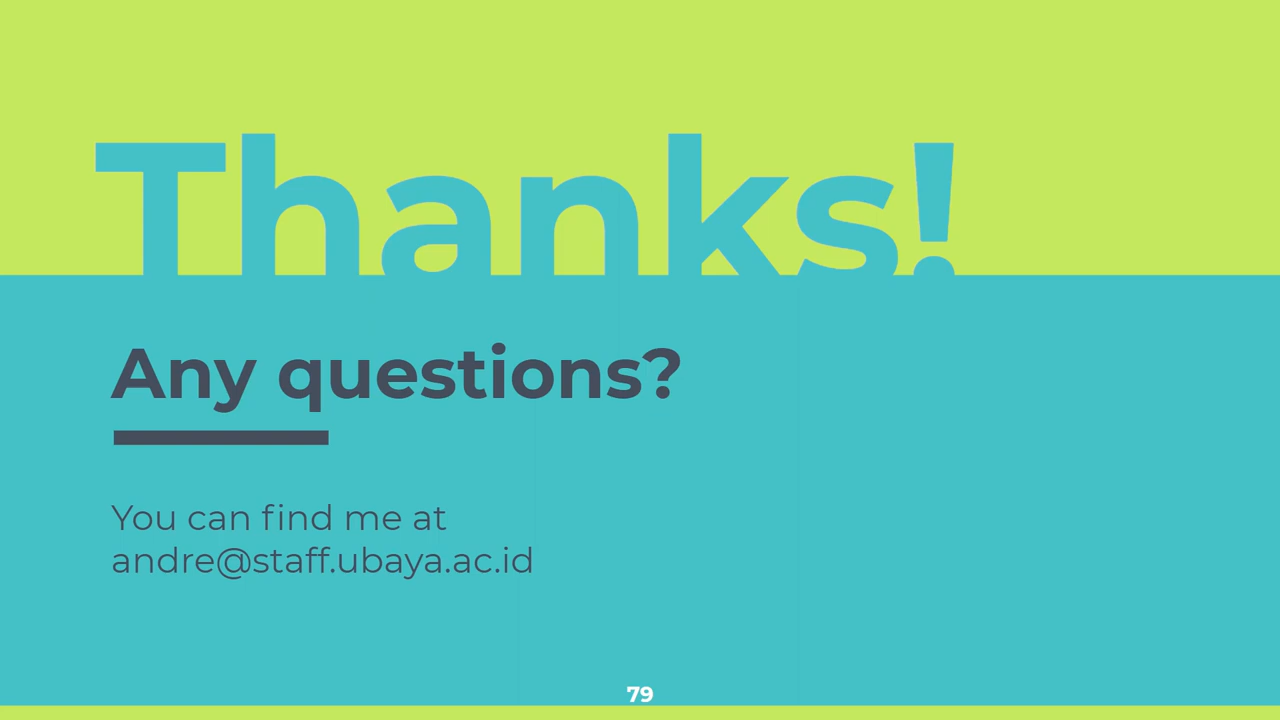 Thanks!
Any questions?
You can find me at
andre@staff.ubaya.ac.id
79